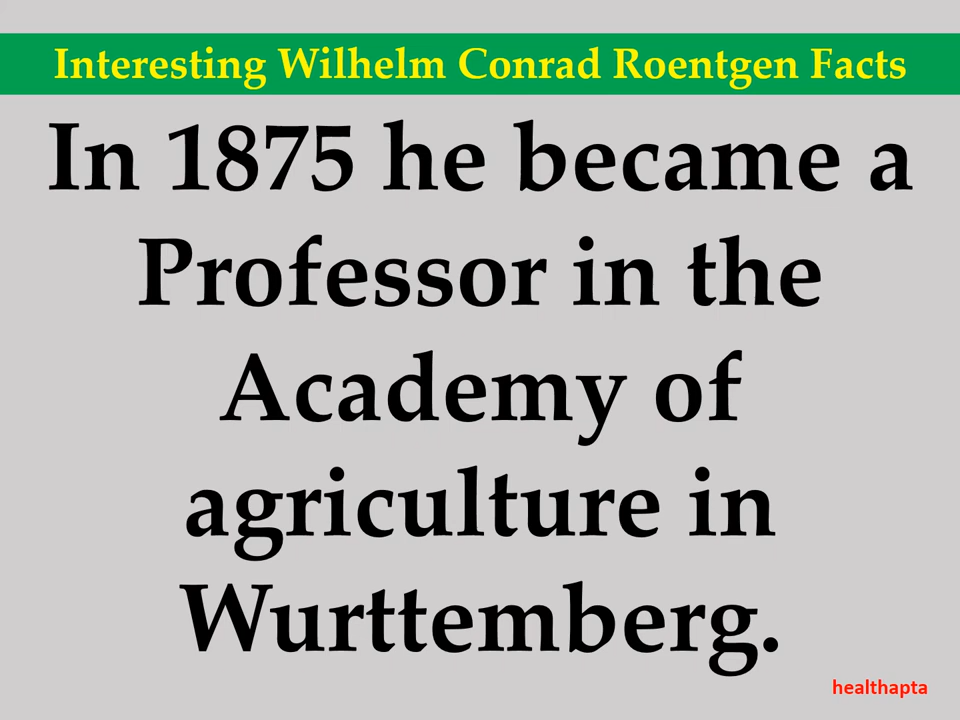 Interesting Wilhelm Conrad Roentgen Facts
In 1875 he became a
Professor in the
Academy of
agriculture in
Wurttemberg.
healthapta